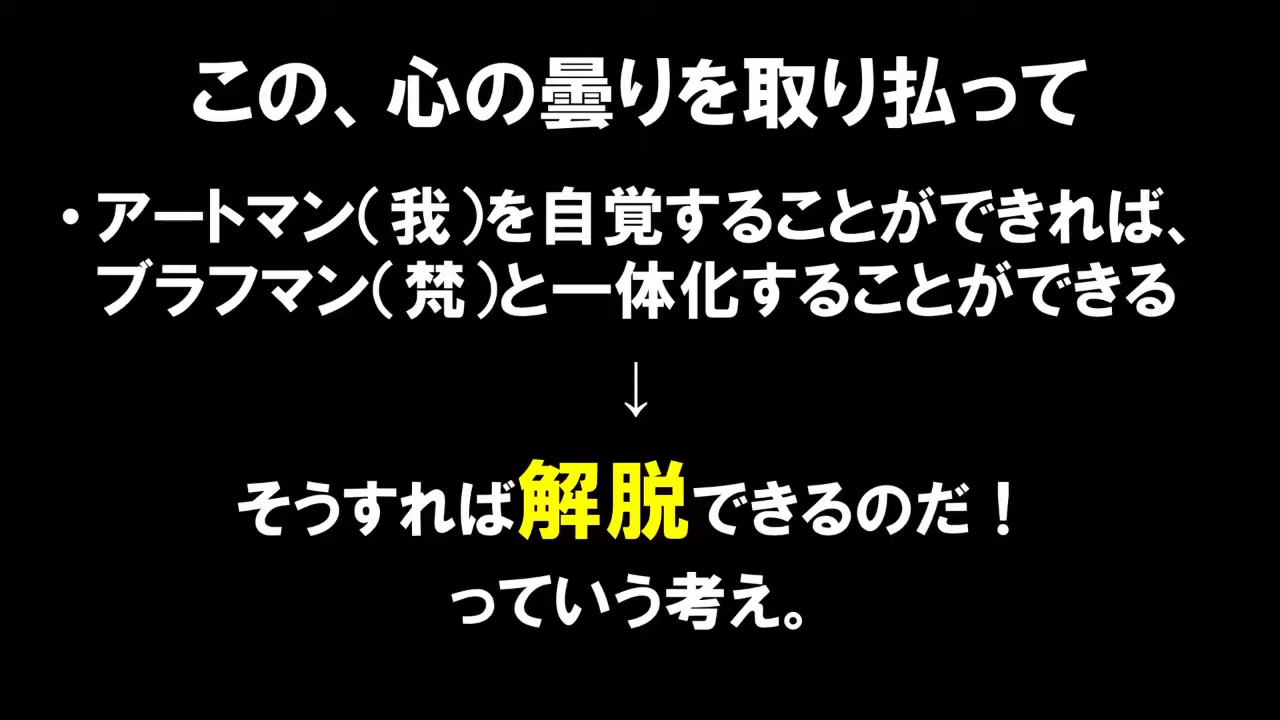 この、心の曇りを取り払って
・アートマン（我）を自覚することができれば、
ブラフマン（梵）と一体化することができる
↓
そうすれば解脱できるのだ！
っていう考え。